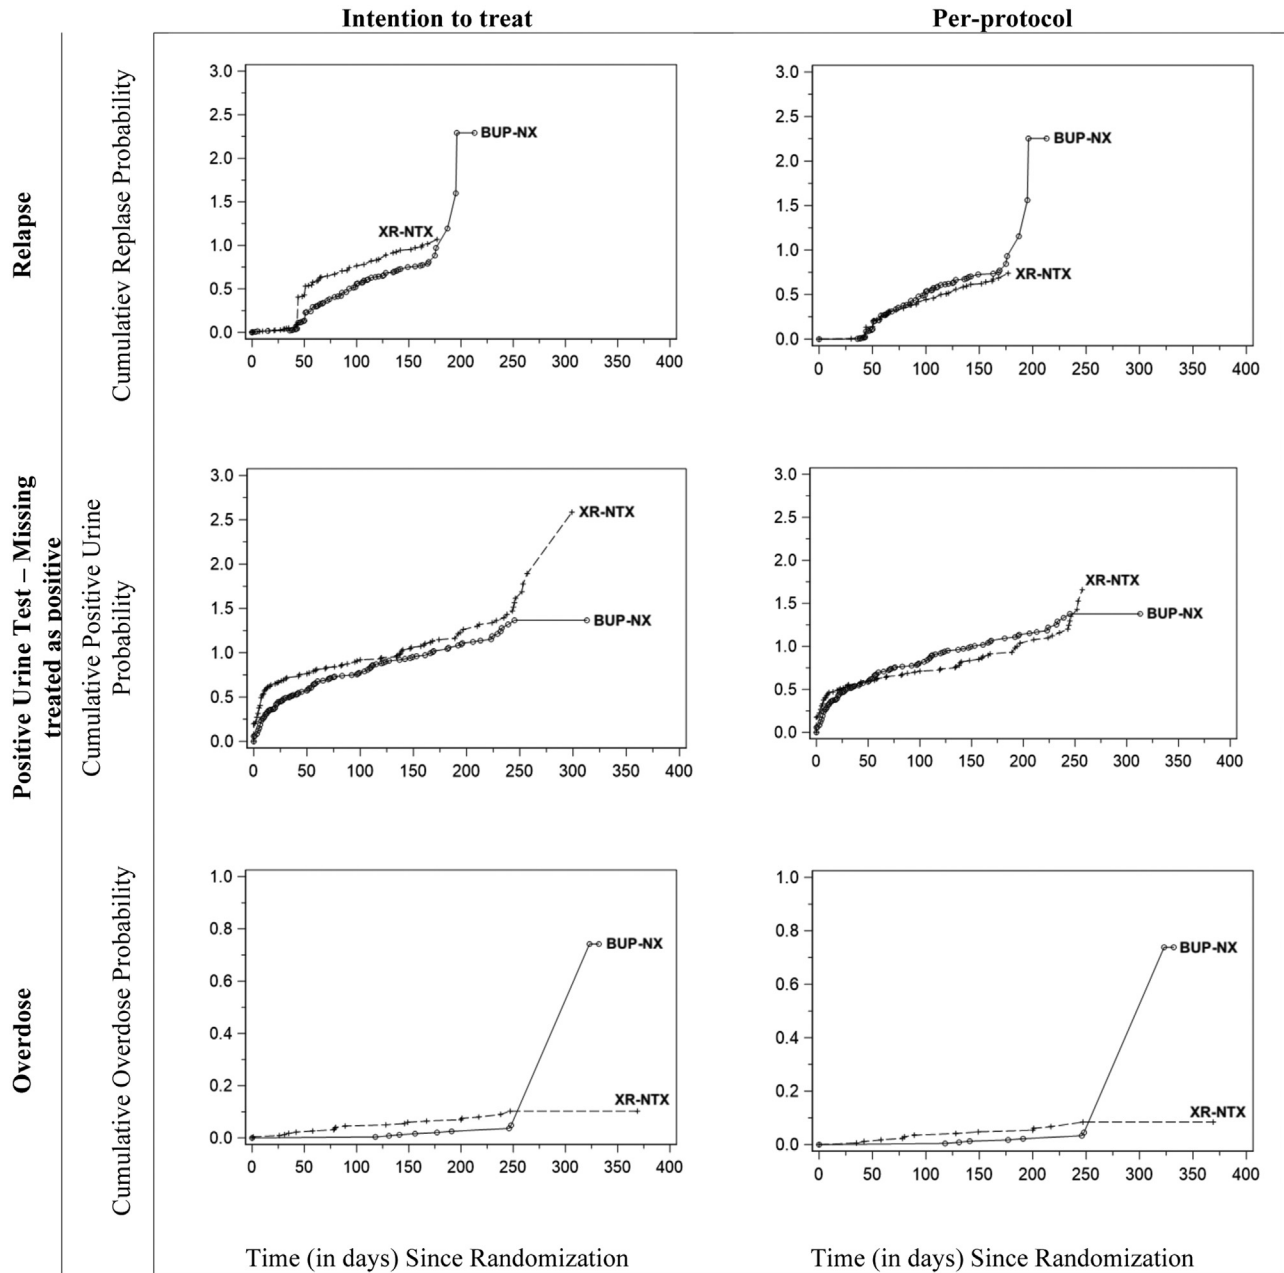 Intention to treat
Per-protocol
Relapse
Cumulatiev Replase Probability
3.0
2.5
2.0
1.5
1.0
0.5
0.0
BUP-NX
XR-NTX
0 50 100 150 200 250 300 350 400
3.0
2.5
2.0
1.5
1.0
0.5
0.0
BUP-NX
XR-NTX
0 50 100 150 200 250 300 350 400
Positive Urine Test – Missing
treated as positive
Cumulative Positive Urine
Probability
3.0
2.5
2.0
1.5
1.0
0.5
0.0
XR-NTX
BUP-NX
0 50 100 150 200 250 300 350 400
3.0
2.5
2.0
1.5
1.0
0.5
0.0
XR-NTX
BUP-NX
0 50 100 150 200 250 300 350 400
Overdose
Cumulative Overdose Probability
1.0
0.8
0.6
0.4
0.2
0.0
BUP-NX
XR-NTX
0 50 100 150 200 250 300 350 400
1.0
0.8
0.6
0.4
0.2
0.0
BUP-NX
XR-NTX
0 50 100 150 200 250 300 350 400
Time (in days) Since Randomization
Time (in days) Since Randomization